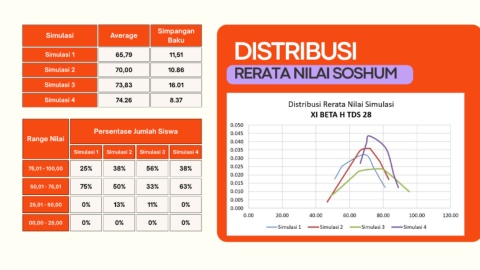 Simulasi Average Simpangan Baku
Simulasi 1 65,79 11,51
Simulasi 2 70,00 10.86
Simulasi 3 73,83 16.01
Simulasi 4 74.26 8.37
Range Nilai Persentase Jumlah Siswa
Simulasi 1 Simulasi 2 Simulasi 3 Simulasi 4
75,01 - 100,00 25% 38% 56% 38%
50,01 - 75,01 75% 50% 33% 63%
25,01 - 50,00 0% 13% 11% 0%
00,00 - 25,00 0% 0% 0% 0%
DISTRIBUSI
RERATA NILAI SOSHUM
Distribusi Rerata Nilai Simulasi
XI BETA H TDS 28
0.050
0.045
0.040
0.035
0.030
0.025
0.020
0.015
0.010
0.005
0.000
0.00 20.00 40.00 60.00 80.00 100.00 120.00
Simulasi 1 Simulasi 2 Simulasi 3 Simulasi 4